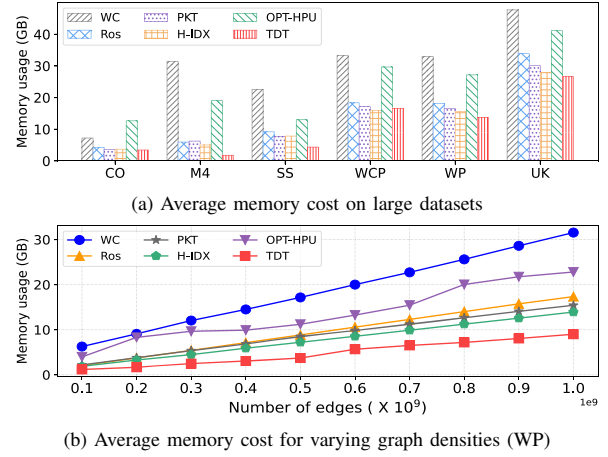 Memory usage (GB)
40
30
20
10
0
WC
Ros
PKT
H-IDX
OPT-HPU
TDT
CO
M4
SS
WCP
WP
UK
(a) Average memory cost on large datasets
Memory usage (GB)
30
20
10
0
WC
Ros
PKT
H-IDX
OPT-HPU
TDT
0.1
0.2
0.3
0.4
0.5
0.6
0.7
0.8
0.9
1.0
1e9
Number of edges ( X 10⁹)
(b) Average memory cost for varying graph densities (WP)